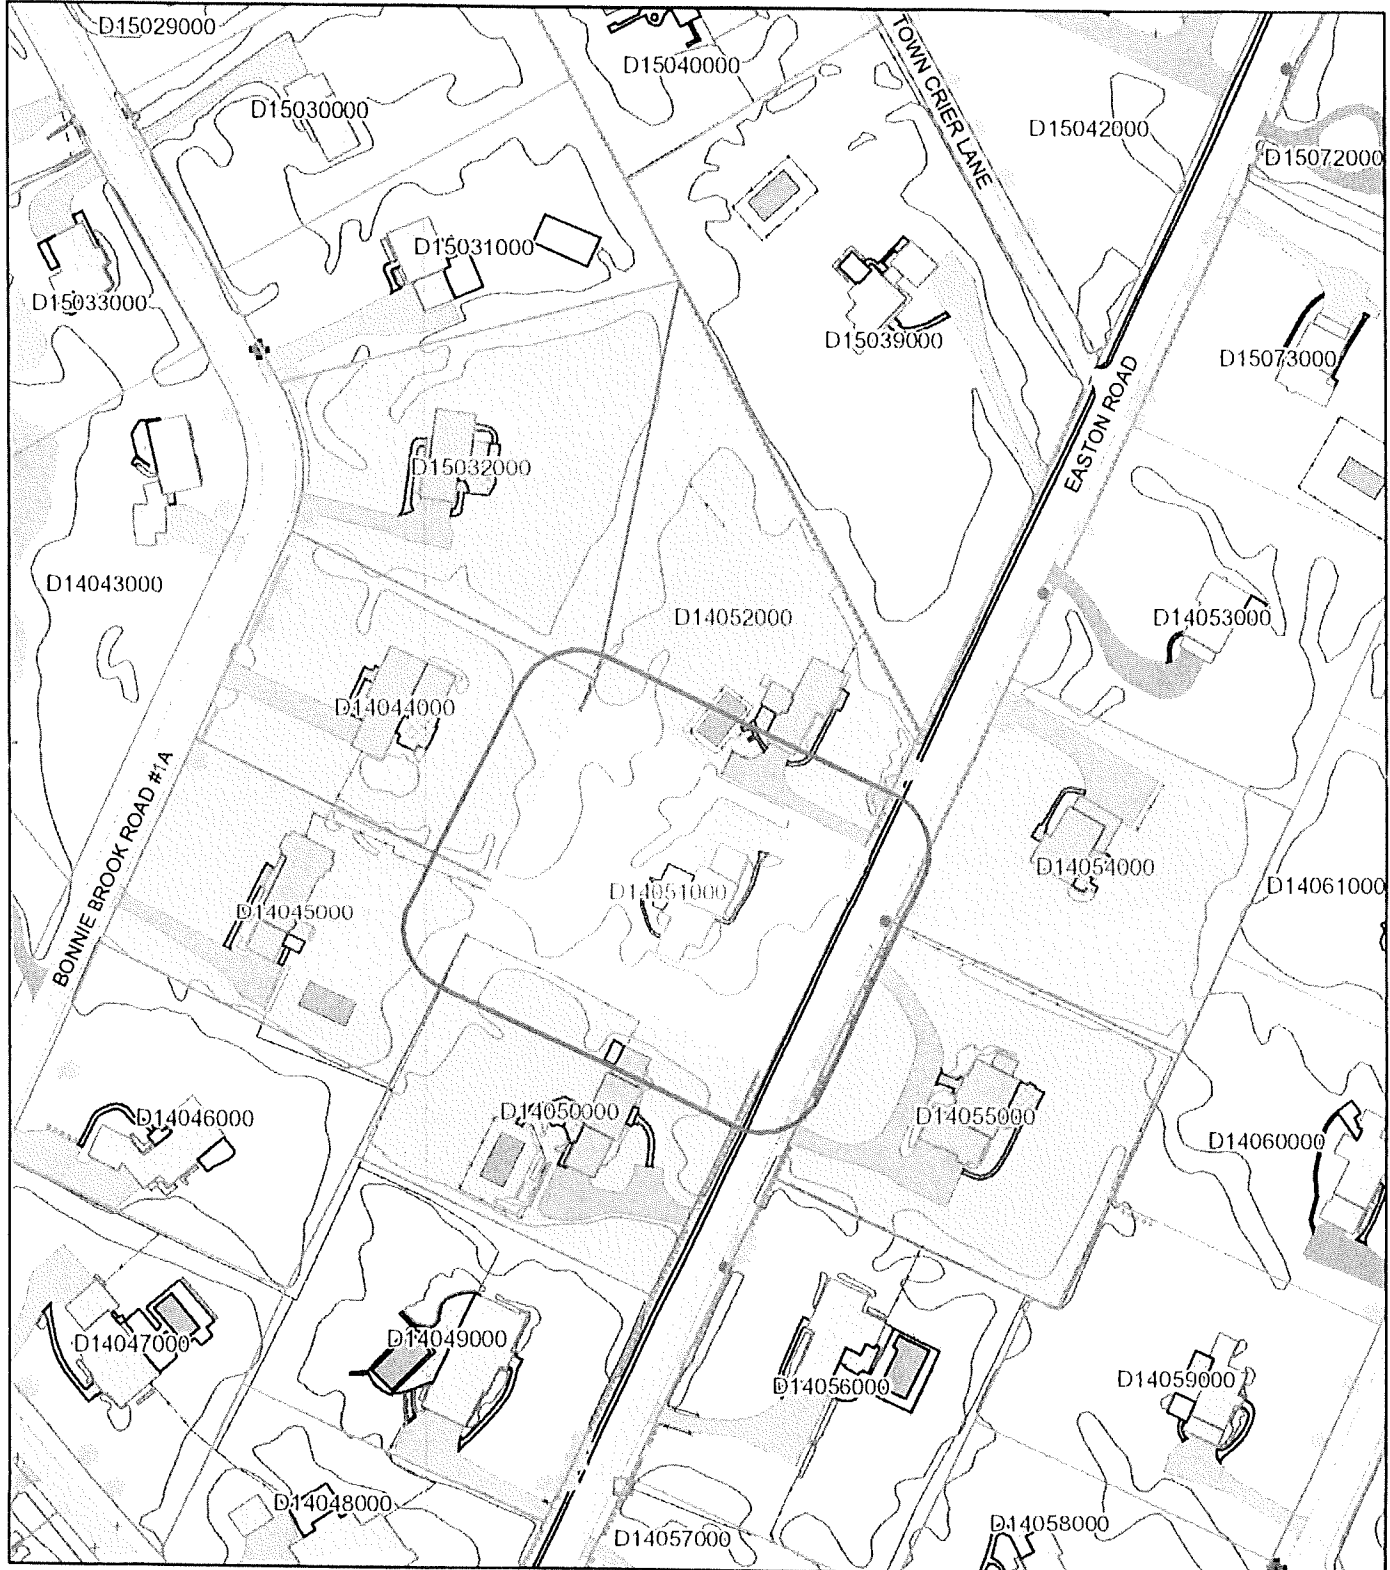 D15029000
D15040000
TOWN CRIER LANE
D15030000
D15042000
D15072000
D15031000
D15033000
D15039000
D15073000
EASTON ROAD
D15032000
D14043000
D14052000
D14053000
D14044000
BONNIE BROOK ROAD #1A
D14054000
D14061000
D14051000
D14045000
D14046000
D14050000
D14055000
D14060000
D14047000
D14049000
D14056000
D14059000
D14048000
D14057000
D14058000